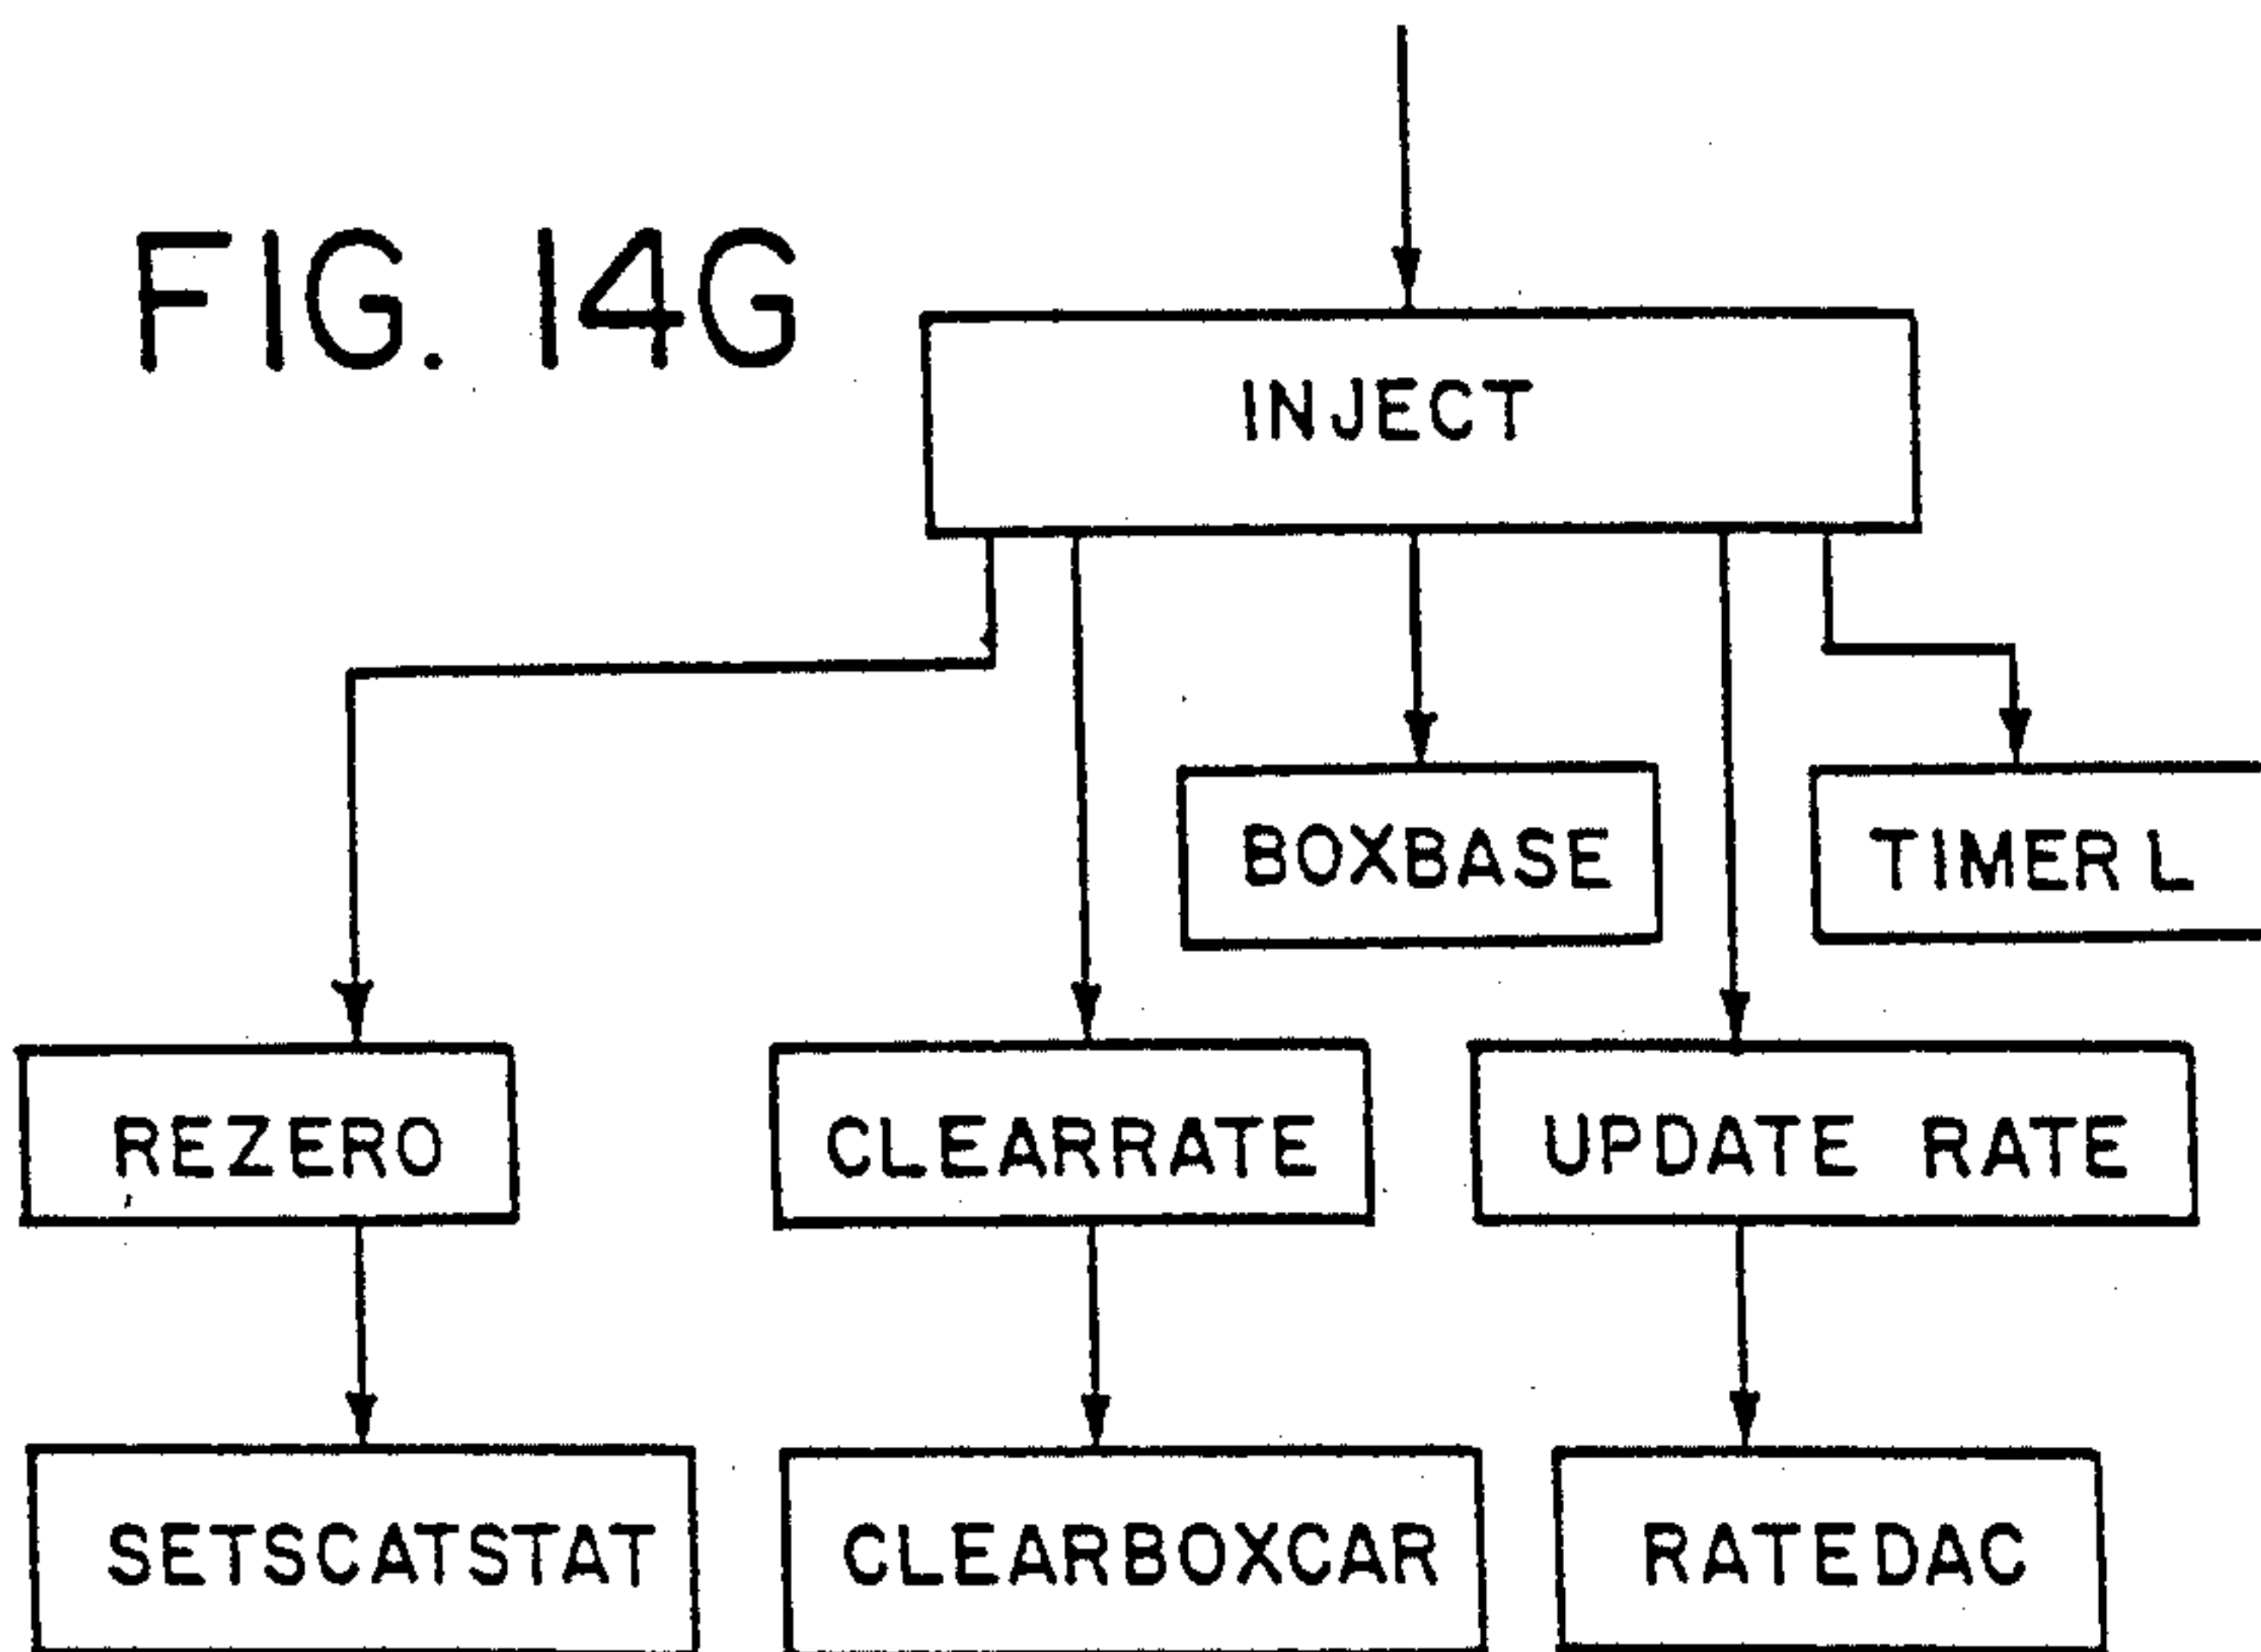 FIG. 14G
INJECT
BOXBASE
TIMER L
REZERO
CLEARRATE
UPDATE RATE
SETSCATSTAT
CLEARBOXCAR
RATEDAC